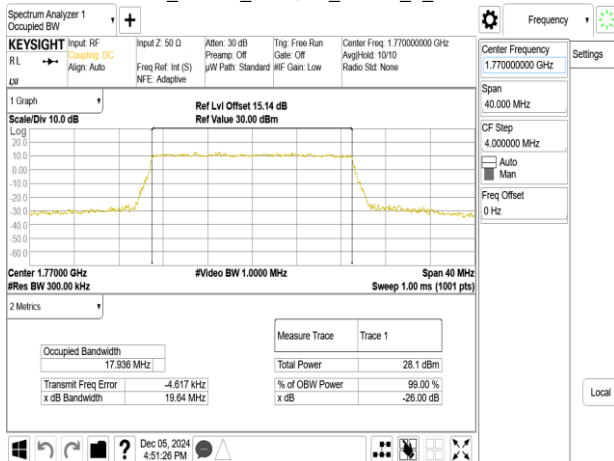 Spectrum Analyzer 1
Occupied BW
+
Frequency
KEYSIGHT
RL
LXI
Input: RF
Coupling: DC
Align: Auto
Input Z: 50 Ω
Freq Ref: Int (S)
NFE: Adaptive
Atten: 30 dB
Preamp: Off
µW Path: Standard
Trig: Free Run
Gate: Off
#IF Gain: Low
Center Freq: 1.770000000 GHz
Avg|Hold: 10/10
Radio Std: None
Center Frequency
1.770000000 GHz
Settings
Span
40.000 MHz
CF Step
4.000000 MHz
Auto
Man
Freq Offset
0 Hz
Local
1 Graph
Scale/Div 10.0 dB
Ref Lvl Offset 15.14 dB
Ref Value 30.00 dBm
Log
20.0
10.0
0.00
-10.0
-20.0
-30.0
-40.0
-50.0
-60.0
Center 1.77000 GHz
#Res BW 300.00 kHz
#Video BW 1.0000 MHz
Span 40 MHz
Sweep 1.00 ms (1001 pts)
2 Metrics
Measure Trace Trace 1
Occupied Bandwidth
17.936 MHz
Total Power 28.1 dBm
Transmit Freq Error -4.617 kHz
% of OBW Power 99.00 %
x dB Bandwidth 19.64 MHz
x dB -26.00 dB
?
Dec 05, 2024
4:51:26 PM